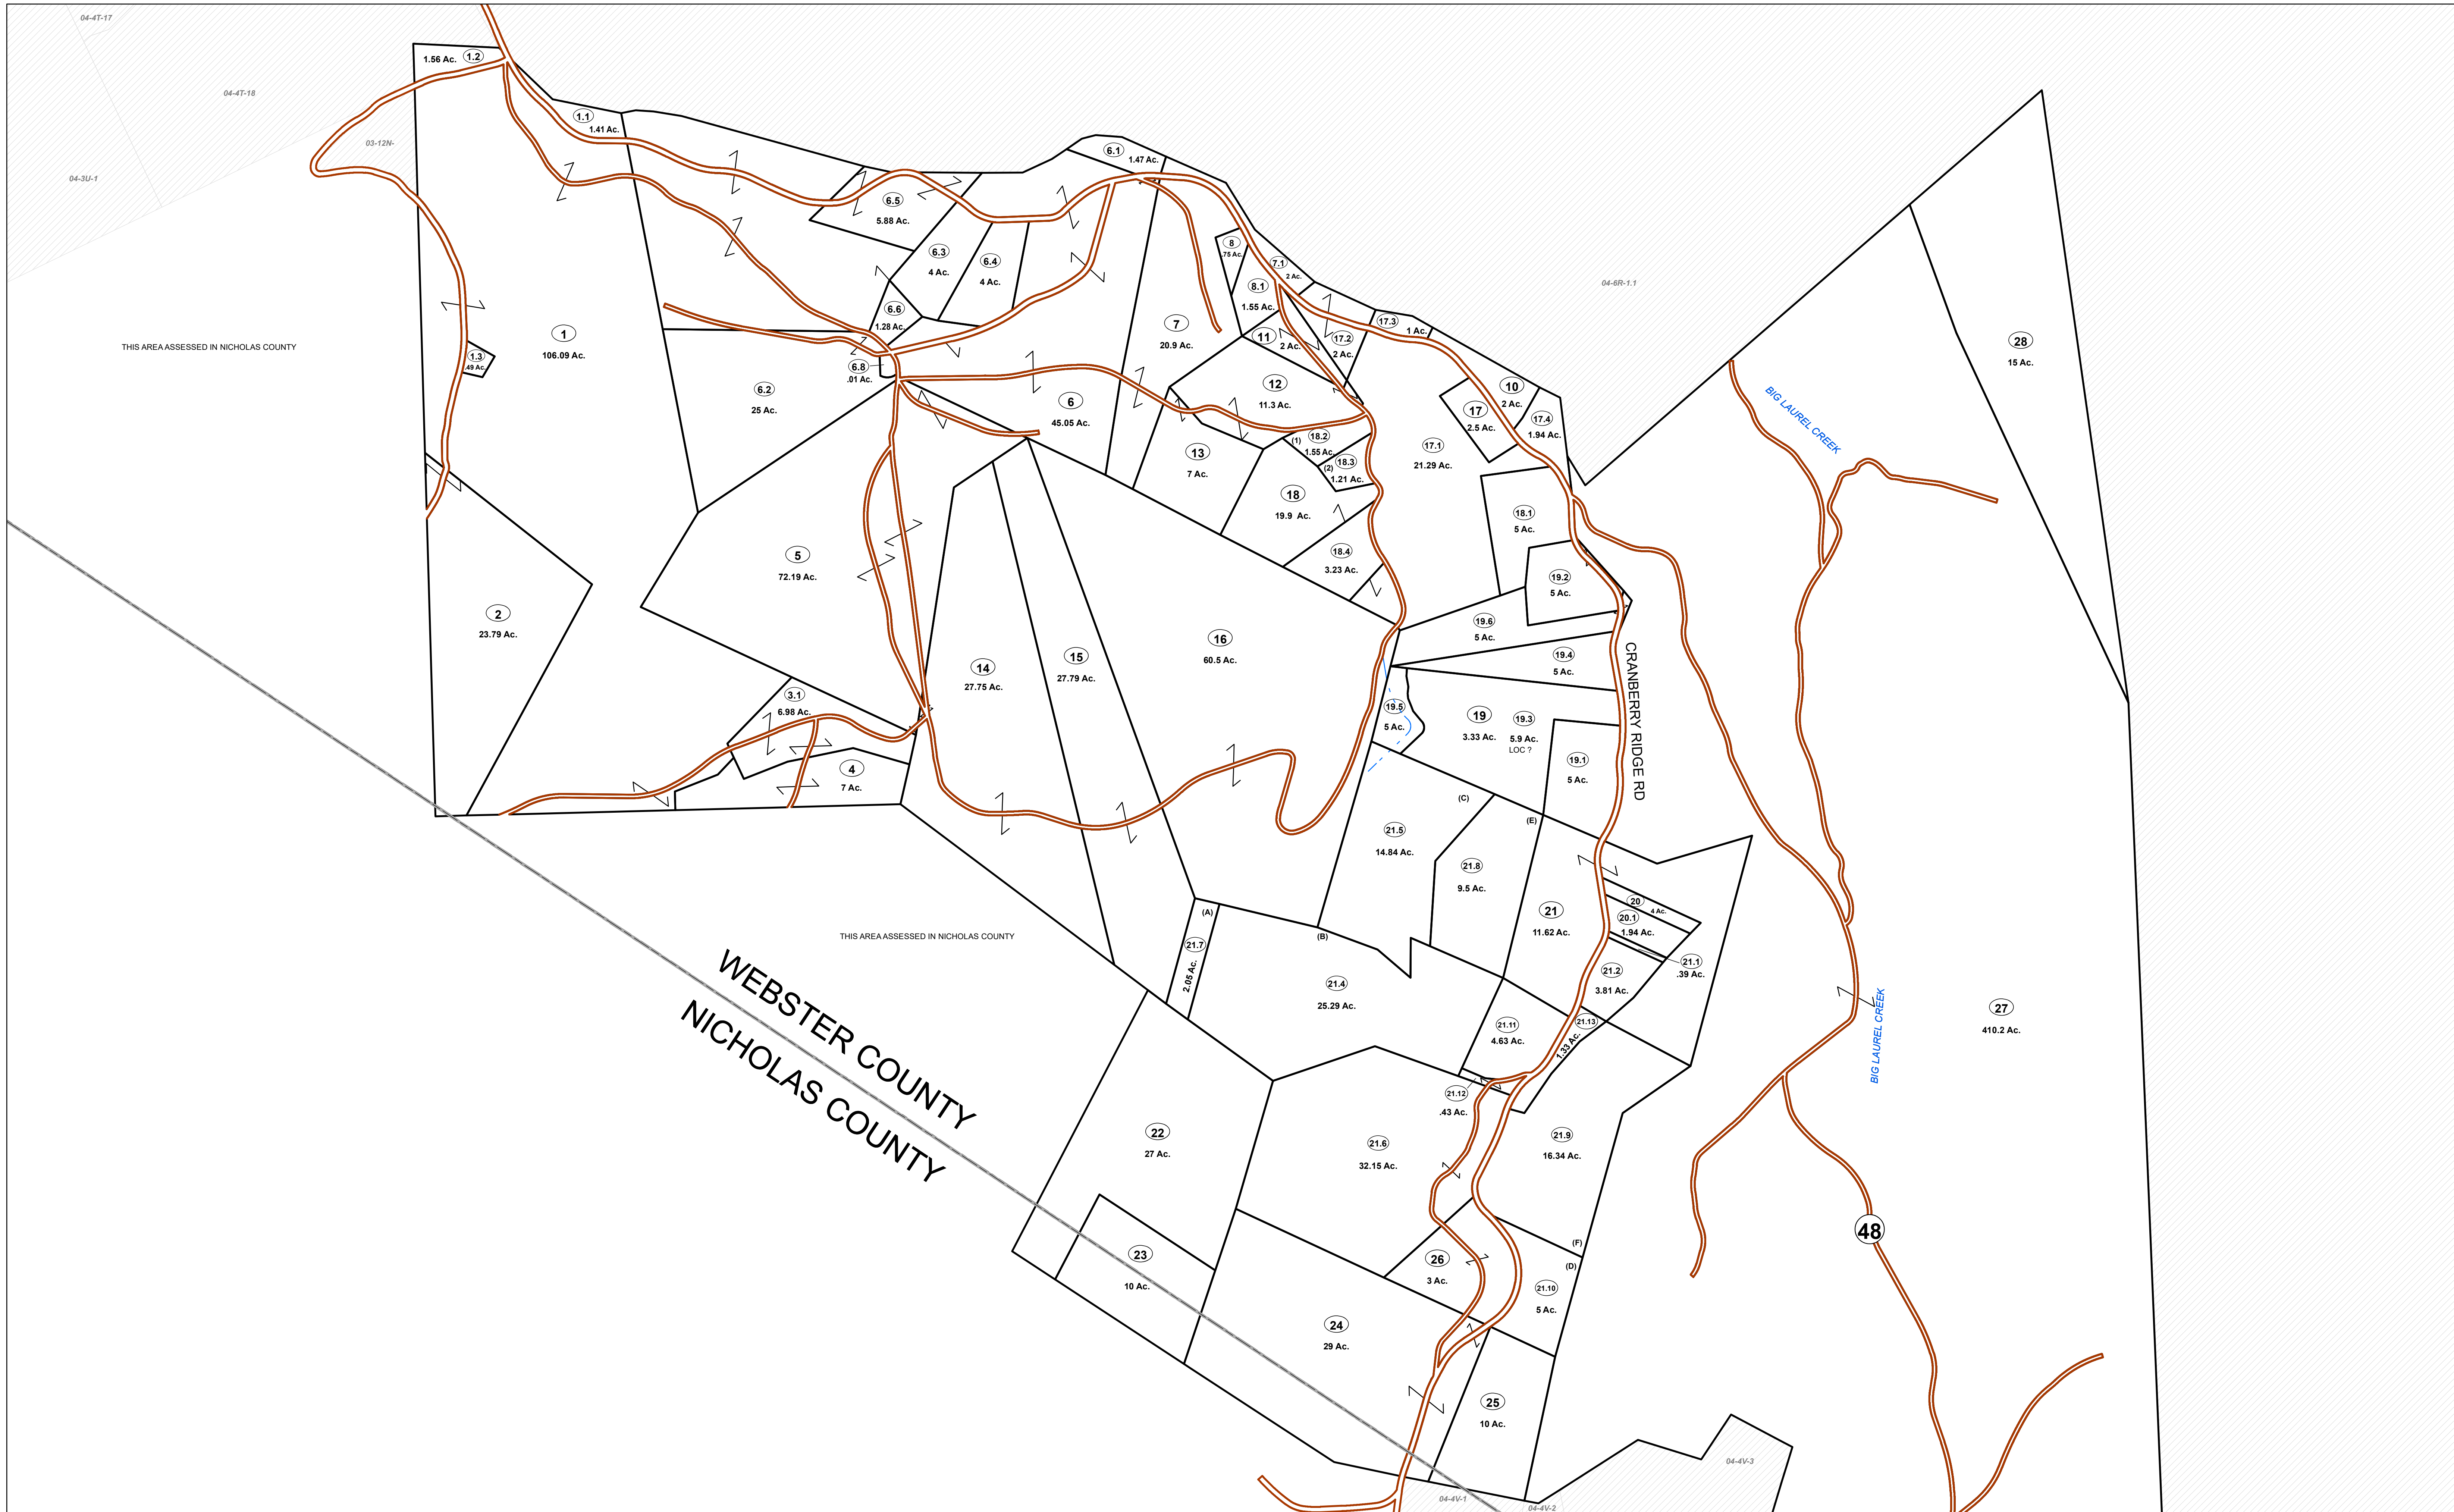 04-4T-17
1.56 Ac. 1.2
04-4T-18
03-12N-
04-3U-1
1.1
1.41 Ac.
6.1
1.47 Ac.
6.5
5.88 Ac.
6.3
4 Ac.
6.4
4 Ac.
6.6
1.28 Ac.
6.8
.01 Ac.
8
.75 Ac.
7.1
2 Ac.
8.1
1.55 Ac.
04-6R-1.1
7
20.9 Ac.
11
2 Ac.
17.2
2 Ac.
17.3
1 Ac.
28
15 Ac.
THIS AREA ASSESSED IN NICHOLAS COUNTY
1
106.09 Ac.
1.3
.49 Ac.
6.2
25 Ac.
6
45.05 Ac.
12
11.3 Ac.
10
2 Ac.
17
2.5 Ac.
17.4
1.94 Ac.
BIG LAUREL CREEK
13
7 Ac.
(1)
18.2
1.55 Ac.
(2)
18.3
1.21 Ac.
17.1
21.29 Ac.
18
19.9 Ac.
18.1
5 Ac.
18.4
3.23 Ac.
5
72.19 Ac.
19.2
5 Ac.
2
23.79 Ac.
19.6
5 Ac.
16
60.5 Ac.
15
27.79 Ac.
14
27.75 Ac.
19.4
5 Ac.
CRANBERRY RIDGE RD
3.1
6.98 Ac.
19.5
5 Ac.
19
3.33 Ac.
19.3
5.9 Ac.
LOC ?
19.1
5 Ac.
4
7 Ac.
(C)
(E)
21.5
14.84 Ac.
21.8
9.5 Ac.
21
11.62 Ac.
20
4 Ac.
20.1
1.94 Ac.
(A)
(B)
THIS AREA ASSESSED IN NICHOLAS COUNTY
21.7
2.05 Ac.
21.1
.39 Ac.
21.2
3.81 Ac.
21.4
25.29 Ac.
WEBSTER COUNTY
NICHOLAS COUNTY
21.11
4.63 Ac.
21.13
1.33 Ac.
BIG LAUREL CREEK
27
410.2 Ac.
21.12
.43 Ac.
22
27 Ac.
21.6
32.15 Ac.
21.9
16.34 Ac.
48
23
10 Ac.
26
3 Ac.
(F)
(D)
21.10
5 Ac.
24
29 Ac.
25
10 Ac.
04-4V-3
04-4V-1
04-4V-2